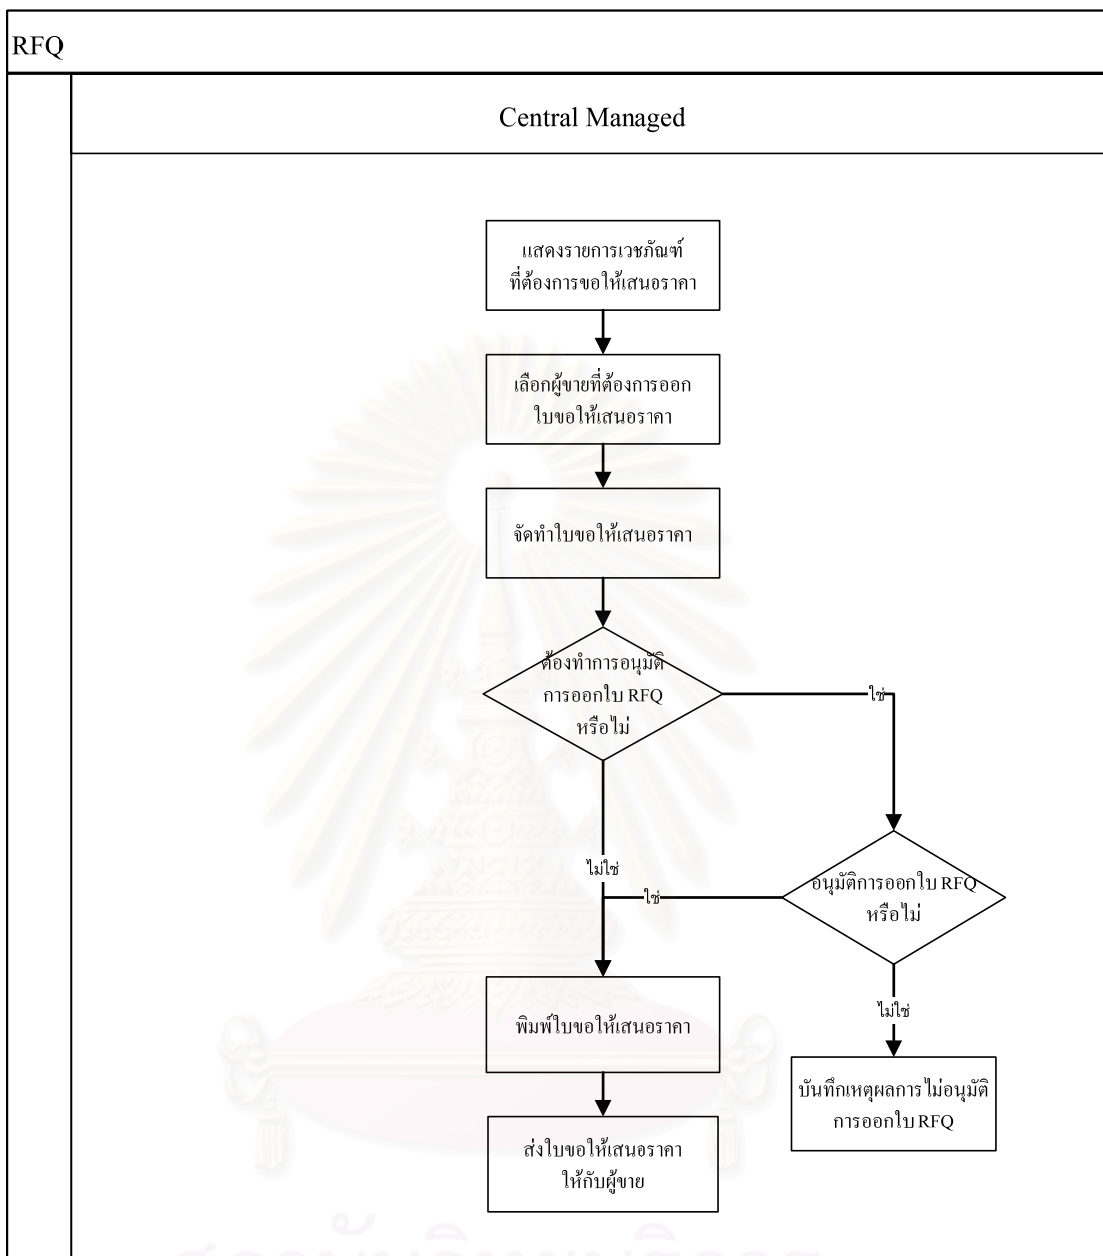 RFQ
Central Managed
แสดงรายการเวชภัณฑ์
ที่ต้องการขอให้เสนอราคา
เลือกผู้ขายที่ต้องการออก
ใบขอให้เสนอราคา
จัดทำใบขอให้เสนอราคา
ต้องทำการอนุมัติ
การออกใบ RFQ
หรือไม่
ใช่
ไม่ใช่
อนุมัติการออกใบ RFQ
หรือไม่
ใช่
ไม่ใช่
พิมพ์ใบขอให้เสนอราคา
บันทึกเหตุผลการไม่อนุมัติ
การออกใบ RFQ
ส่งใบขอให้เสนอราคา
ให้กับผู้ขาย